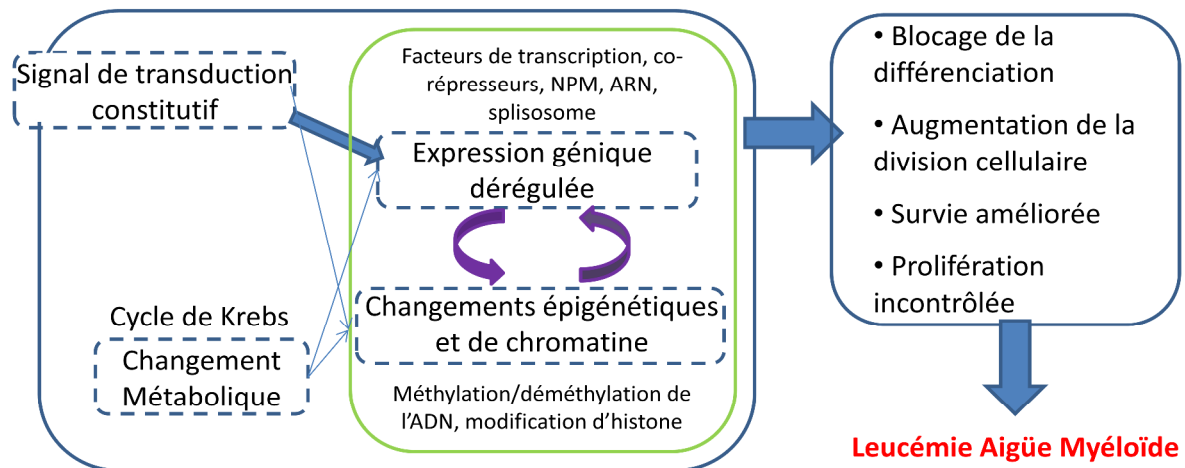 Signal de transduction
constitutif
Facteurs de transcription, co-
répresseurs, NPM, ARN,
splisosome
Expression génique
dérégulée
Changements épigénétiques
et de chromatine
Méthylation/déméthylation de
l’ADN, modification d’histone
Cycle de Krebs
Changement
Métabolique
• Blocage de la
différenciation
• Augmentation de la
division cellulaire
• Survie améliorée
• Prolifération
incontrôlée
Leucémie Aigüe Myéloïde